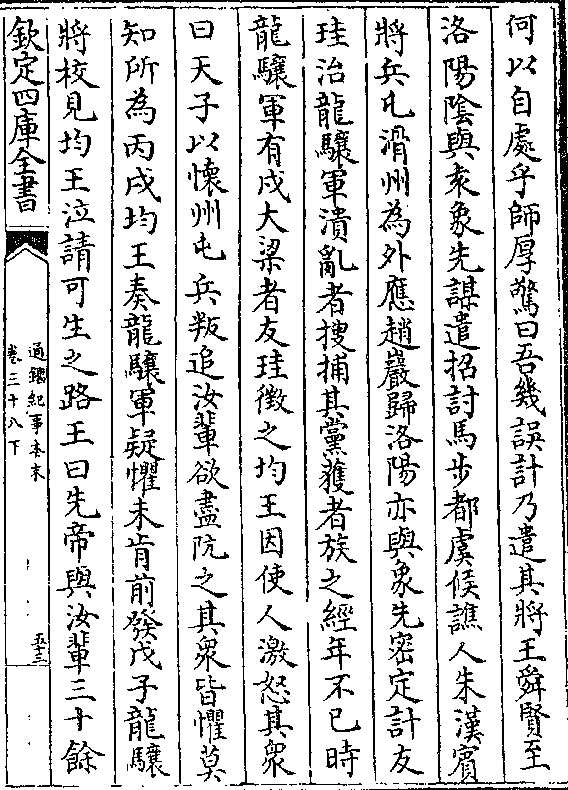 何以自處乎師厚驚曰吾幾誤計乃遣其將王舜賢至
洛陽陰與袁象先謀遣招討馬步都虞候譙人朱漢賓
將兵屯滑州為外應趙巖歸洛陽亦與象先密定計友
珪治龍驤軍潰亂者搜捕其黨獲者族之經年不已時
龍驤軍有戍大梁者友珪徵之均王因使人激怒其衆
曰天子以懷州屯兵叛追汝輩欲盡阬之其衆皆懼莫
知所為丙戌均王奏龍驤軍疑懼未肯前發戊子龍驤
將校見均王泣請可生之路王曰先帝與汝輩三十餘
欽定四庫全書
通鑑紀事本末
卷三十八下
五十三